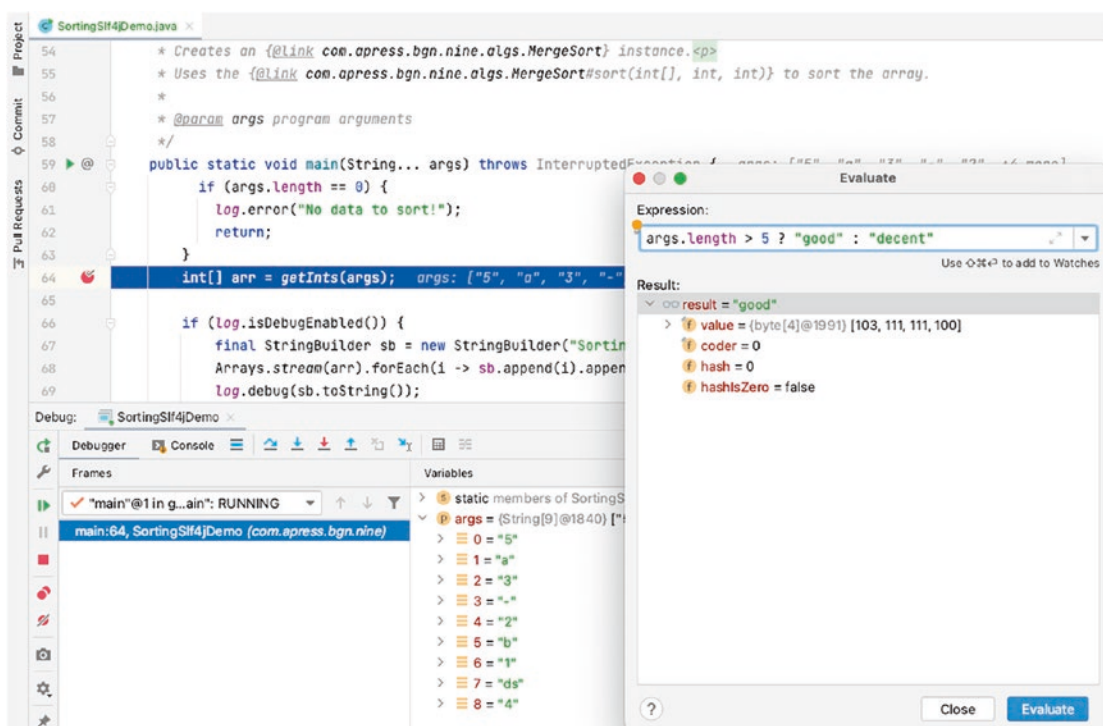 SortingSlf4jDemo.java
Project
Commit
Pull Requests
54 * Creates an {@link com.apress.bgn.nine.algs.MergeSort} instance.<p>
55 * Uses the {@link com.apress.bgn.nine.algs.MergeSort#sort(int[], int, int)} to sort the array.
56 *
57 * @param args program arguments
58 */
59 @ public static void main(String... args) throws InterruptedException {
60 if (args.length == 0) {
61 log.error("No data to sort!");
62 return;
63 }
64 int[] arr = getInts(args); args: ["5", "a", "3", "-"
65
66 if (log.isDebugEnabled()) {
67 final StringBuilder sb = new StringBuilder("Sortin
68 Arrays.stream(arr).forEach(i -> sb.append(i).appen
69 log.debug(sb.toString());
Debug: SortingSlf4jDemo
Debugger Console
Frames
"main"@1 in g...ain": RUNNING
main:64, SortingSlf4jDemo (com.apress.bgn.nine)
Variables
static members of SortingS
args = {String[9]@1840} ["
0 = "5"
1 = "a"
2 = "3"
3 = "-"
4 = "2"
5 = "b"
6 = "1"
7 = "ds"
8 = "4"
Evaluate
Expression:
args.length > 5 ? "good" : "decent"
Use ⇧⌘⏎ to add to Watches
Result:
result = "good"
value = {byte[4]@1991} [103, 111, 111, 100]
coder = 0
hash = 0
hashIsZero = false
? Close Evaluate